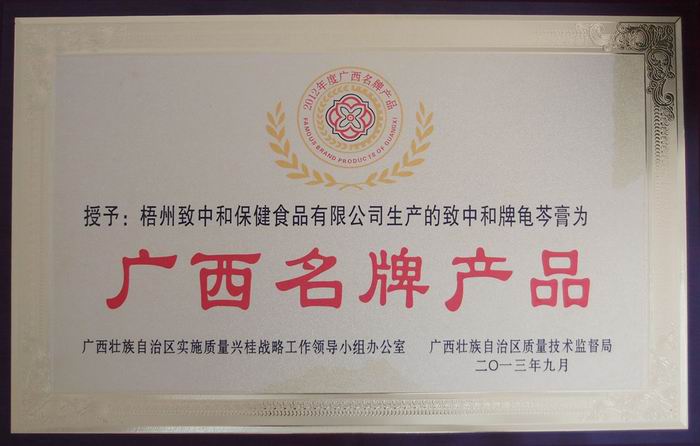 2012年度广西名牌产品
FAMOUS BRAND PRODUCTS OF GUANGXI
授予：梧州致中和保健食品有限公司生产的致中和牌龟苓膏为
广西名牌产品
广西壮族自治区实施质量兴桂战略工作领导小组办公室 广西壮族自治区质量技术监督局
二〇一三年九月